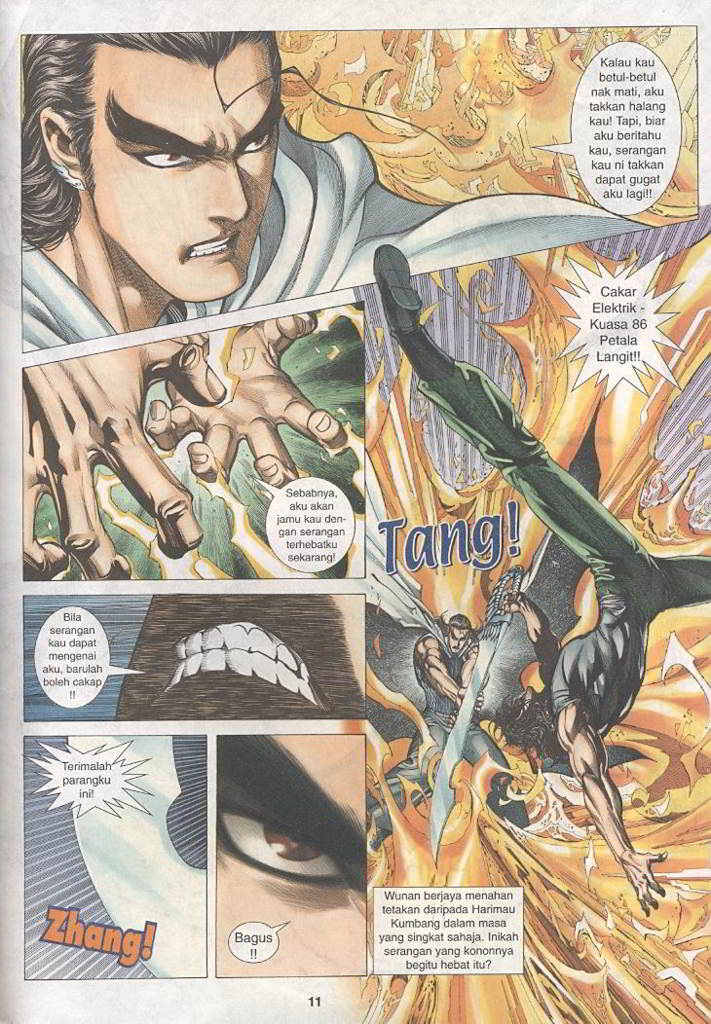 Kalau kau
betul-betul
nak mati, aku
takkan halang
kau! Tapi, biar
aku beritahu
kau, serangan
kau ni takkan
dapat gugat
aku lagi!!
Cakar
Elektrik -
Kuasa 86
Petala
Langit!!
Sebabnya,
aku akan
jamu kau den-
gan serangan
terhebatku
sekarang!
Tang!
Bila
serangan
kau dapat
mengenai
aku, barulah
boleh cakap
!!
Terimalah
parangku
ini!
Zhang!
Bagus
!!
Wunan berjaya menahan
tetakan daripada Harimau
Kumbang dalam masa
yang singkat sahaja. Inikah
serangan yang kononnya
begitu hebat itu?
11